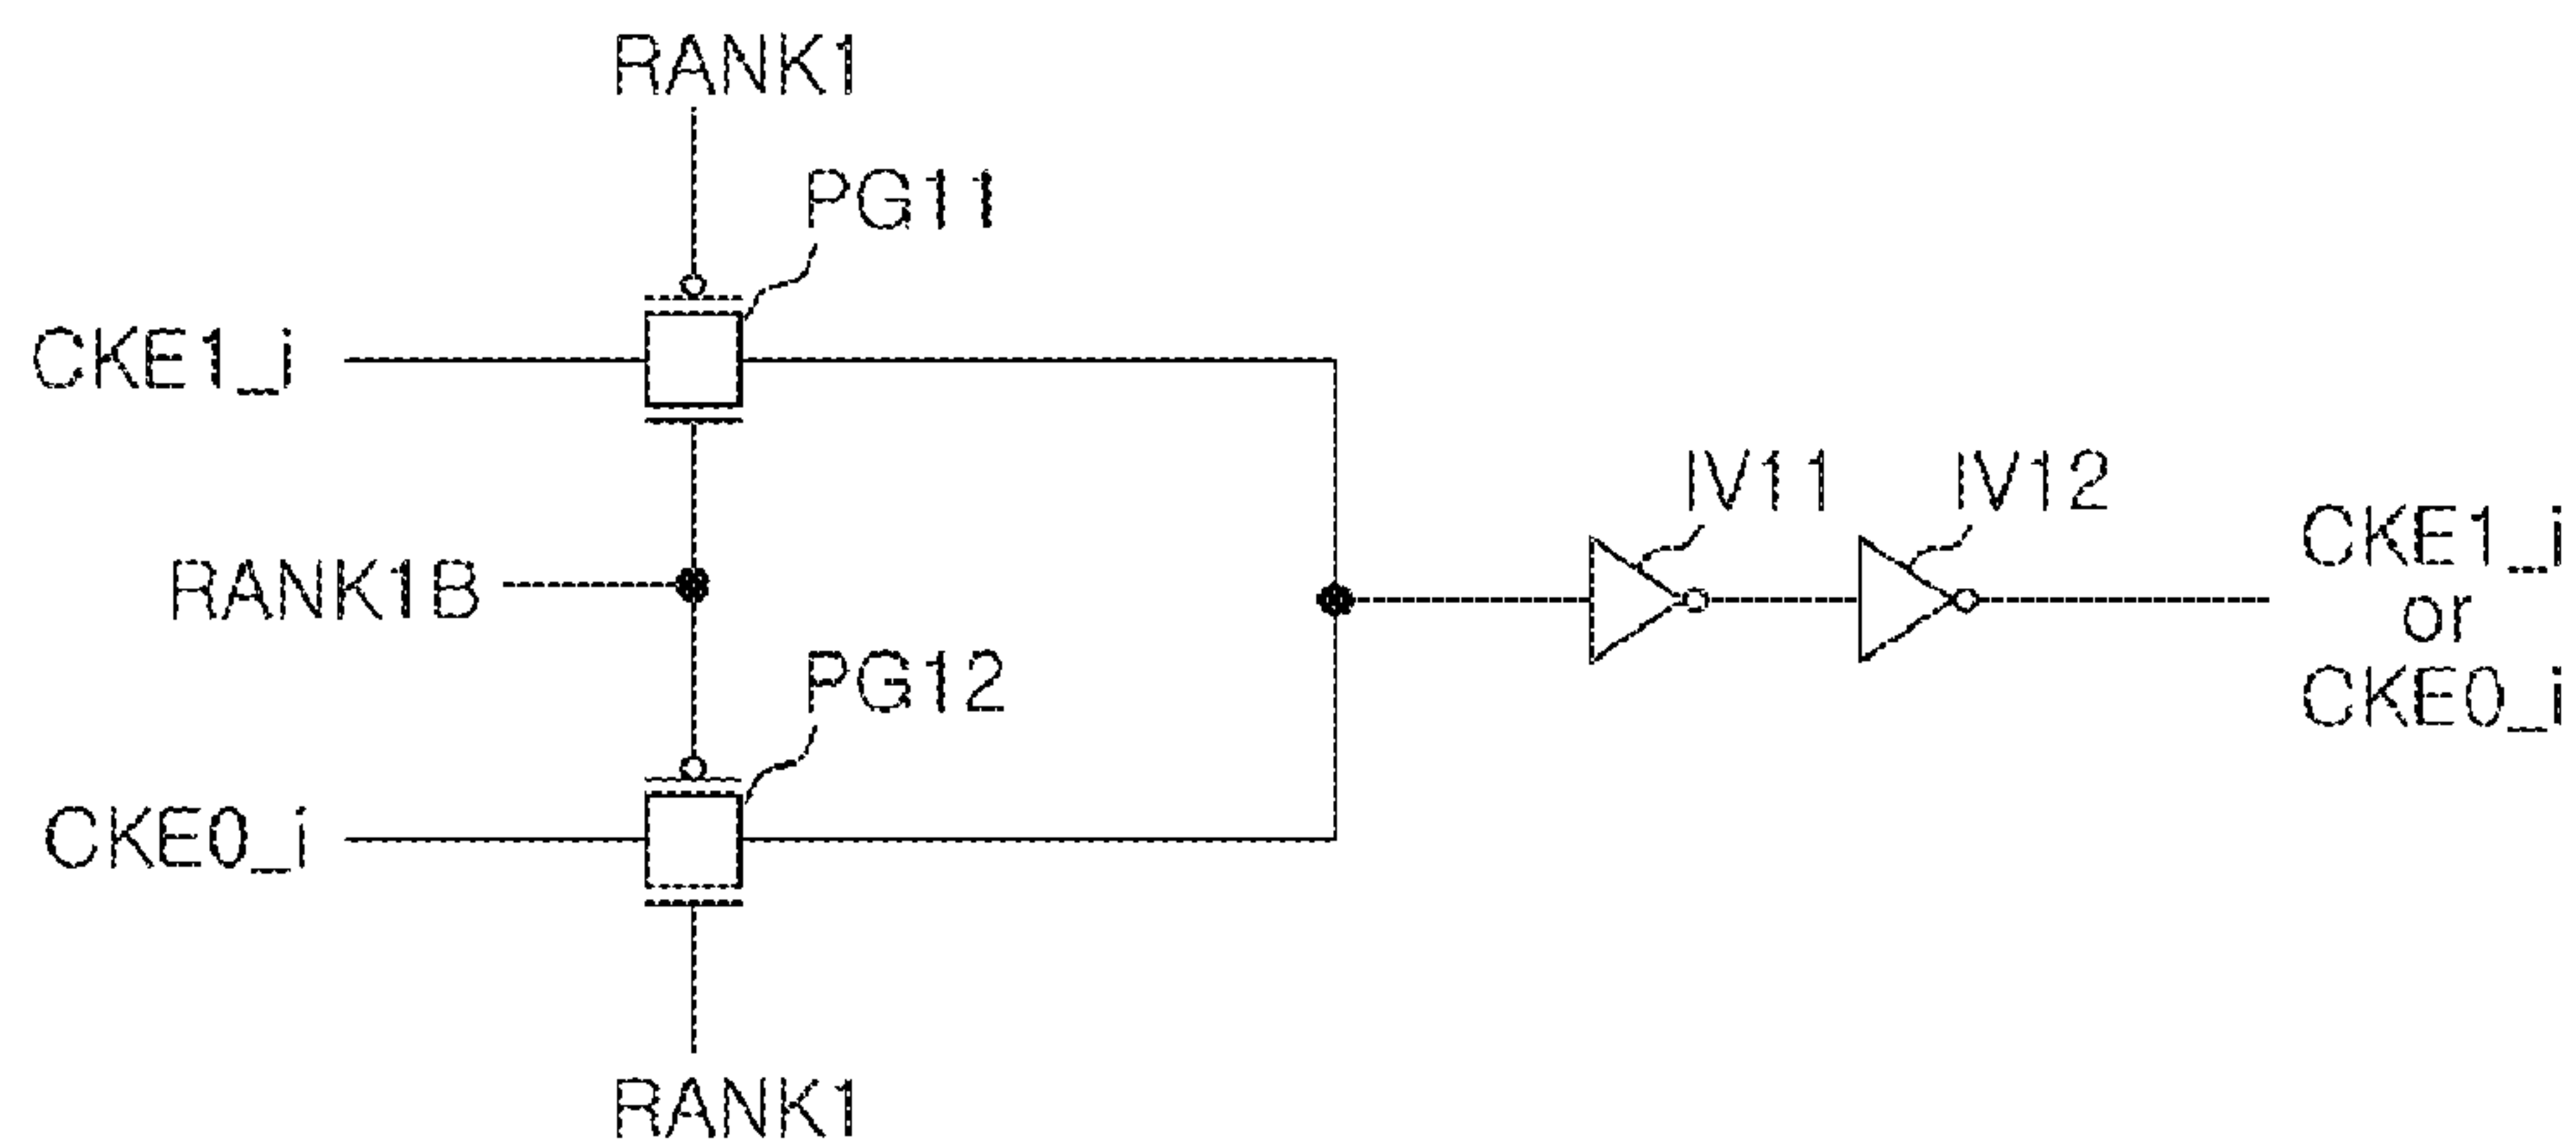 RANK1
PG11
CKE1_i
IV11
IV12
RANK1B
CKE1_i
or
CKE0_i
PG12
CKE0_i
RANK1